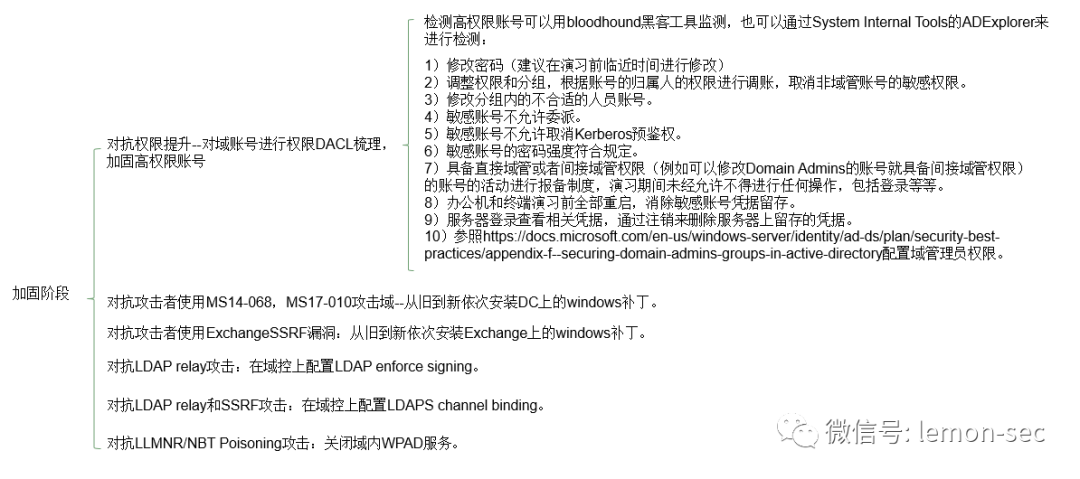 检测高权限账号可以用bloodhound黑客工具监测，也可以通过System Internal Tools的ADExplorer来
进行检测：
1）修改密码（建议在演习前临近时间进行修改）
2）调整权限和分组，根据账号的归属人的权限进行调账，取消非域管账号的敏感权限。
3）修改分组内的不合适的人员账号。
4）敏感账号不允许委派。
5）敏感账号不允许取消Kerberos预鉴权。
6）敏感账号的密码强度符合规定。
7）具备直接域管或者间接域管权限（例如可以修改Domain Admins的账号就具备间接域管权限）
的账号的活动进行报备制度，演习期间未经允许不得进行任何操作，包括登录等等。
8）办公机和终端演习前全部重启，消除敏感账号凭据留存。
9）服务器登录查看相关凭据，通过注销来删除服务器上留存的凭据。
10）参照https://docs.microsoft.com/en-us/windows-server/identity/ad-ds/plan/security-best-
practices/appendix-f--securing-domain-admins-groups-in-active-directory配置域管理员权限。
对抗权限提升--对域账号进行权限DACL梳理，
加固高权限账号
加固阶段
对抗攻击者使用MS14-068，MS17-010攻击域--从旧到新依次安装DC上的windows补丁。
对抗攻击者使用ExchangeSSRF漏洞：从旧到新依次安装Exchange上的windows补丁。
对抗LDAP relay攻击：在域控上配置LDAP enforce signing。
对抗LDAP relay和SSRF攻击：在域控上配置LDAPS channel binding。
对抗LLMNR/NBT Poisoning攻击：关闭域内WPAD服务。
微信号: lemon-sec